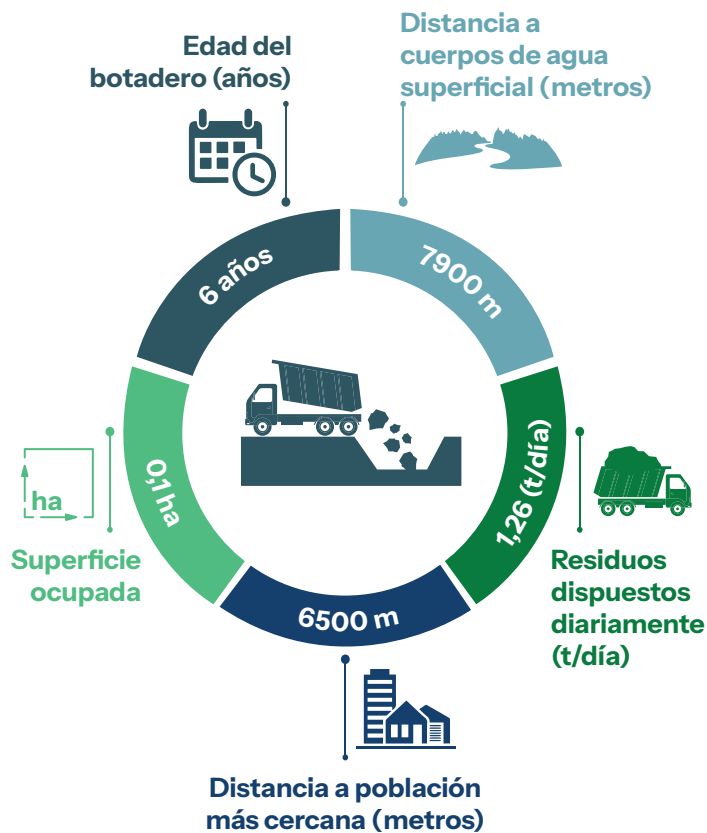 Edad del
botadero (años)
Distancia a
cuerpos de agua
superficial (metros)
6 años
7900 m
0,1 ha
1,26 (t/día)
6500 m
ha
Superficie
ocupada
Residuos
dispuestos
diariamente
(t/día)
Distancia a población
más cercana (metros)